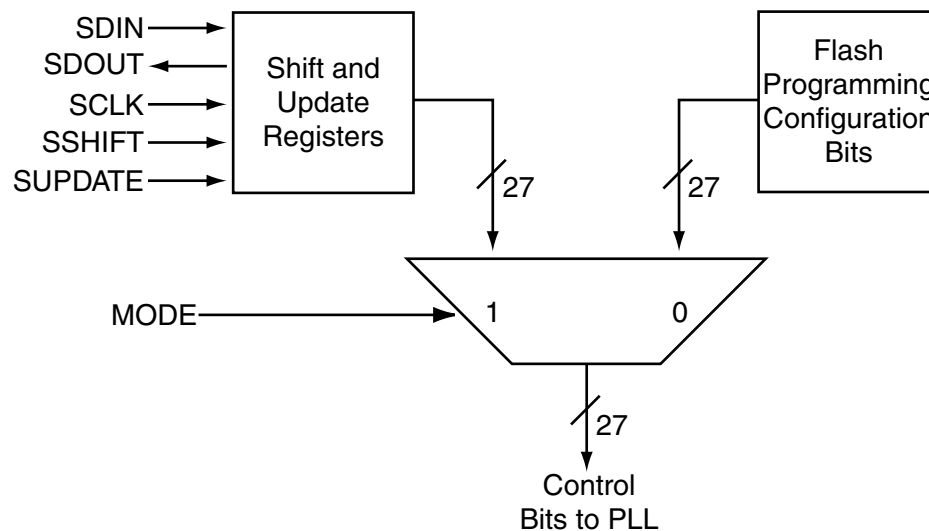 SDIN
SDOUT
SCLK
SSHIFT
SUPDATE
Shift and
Update
Registers
Flash
Programming
Configuration
Bits
27
27
MODE
1
0
27
Control
Bits to PLL